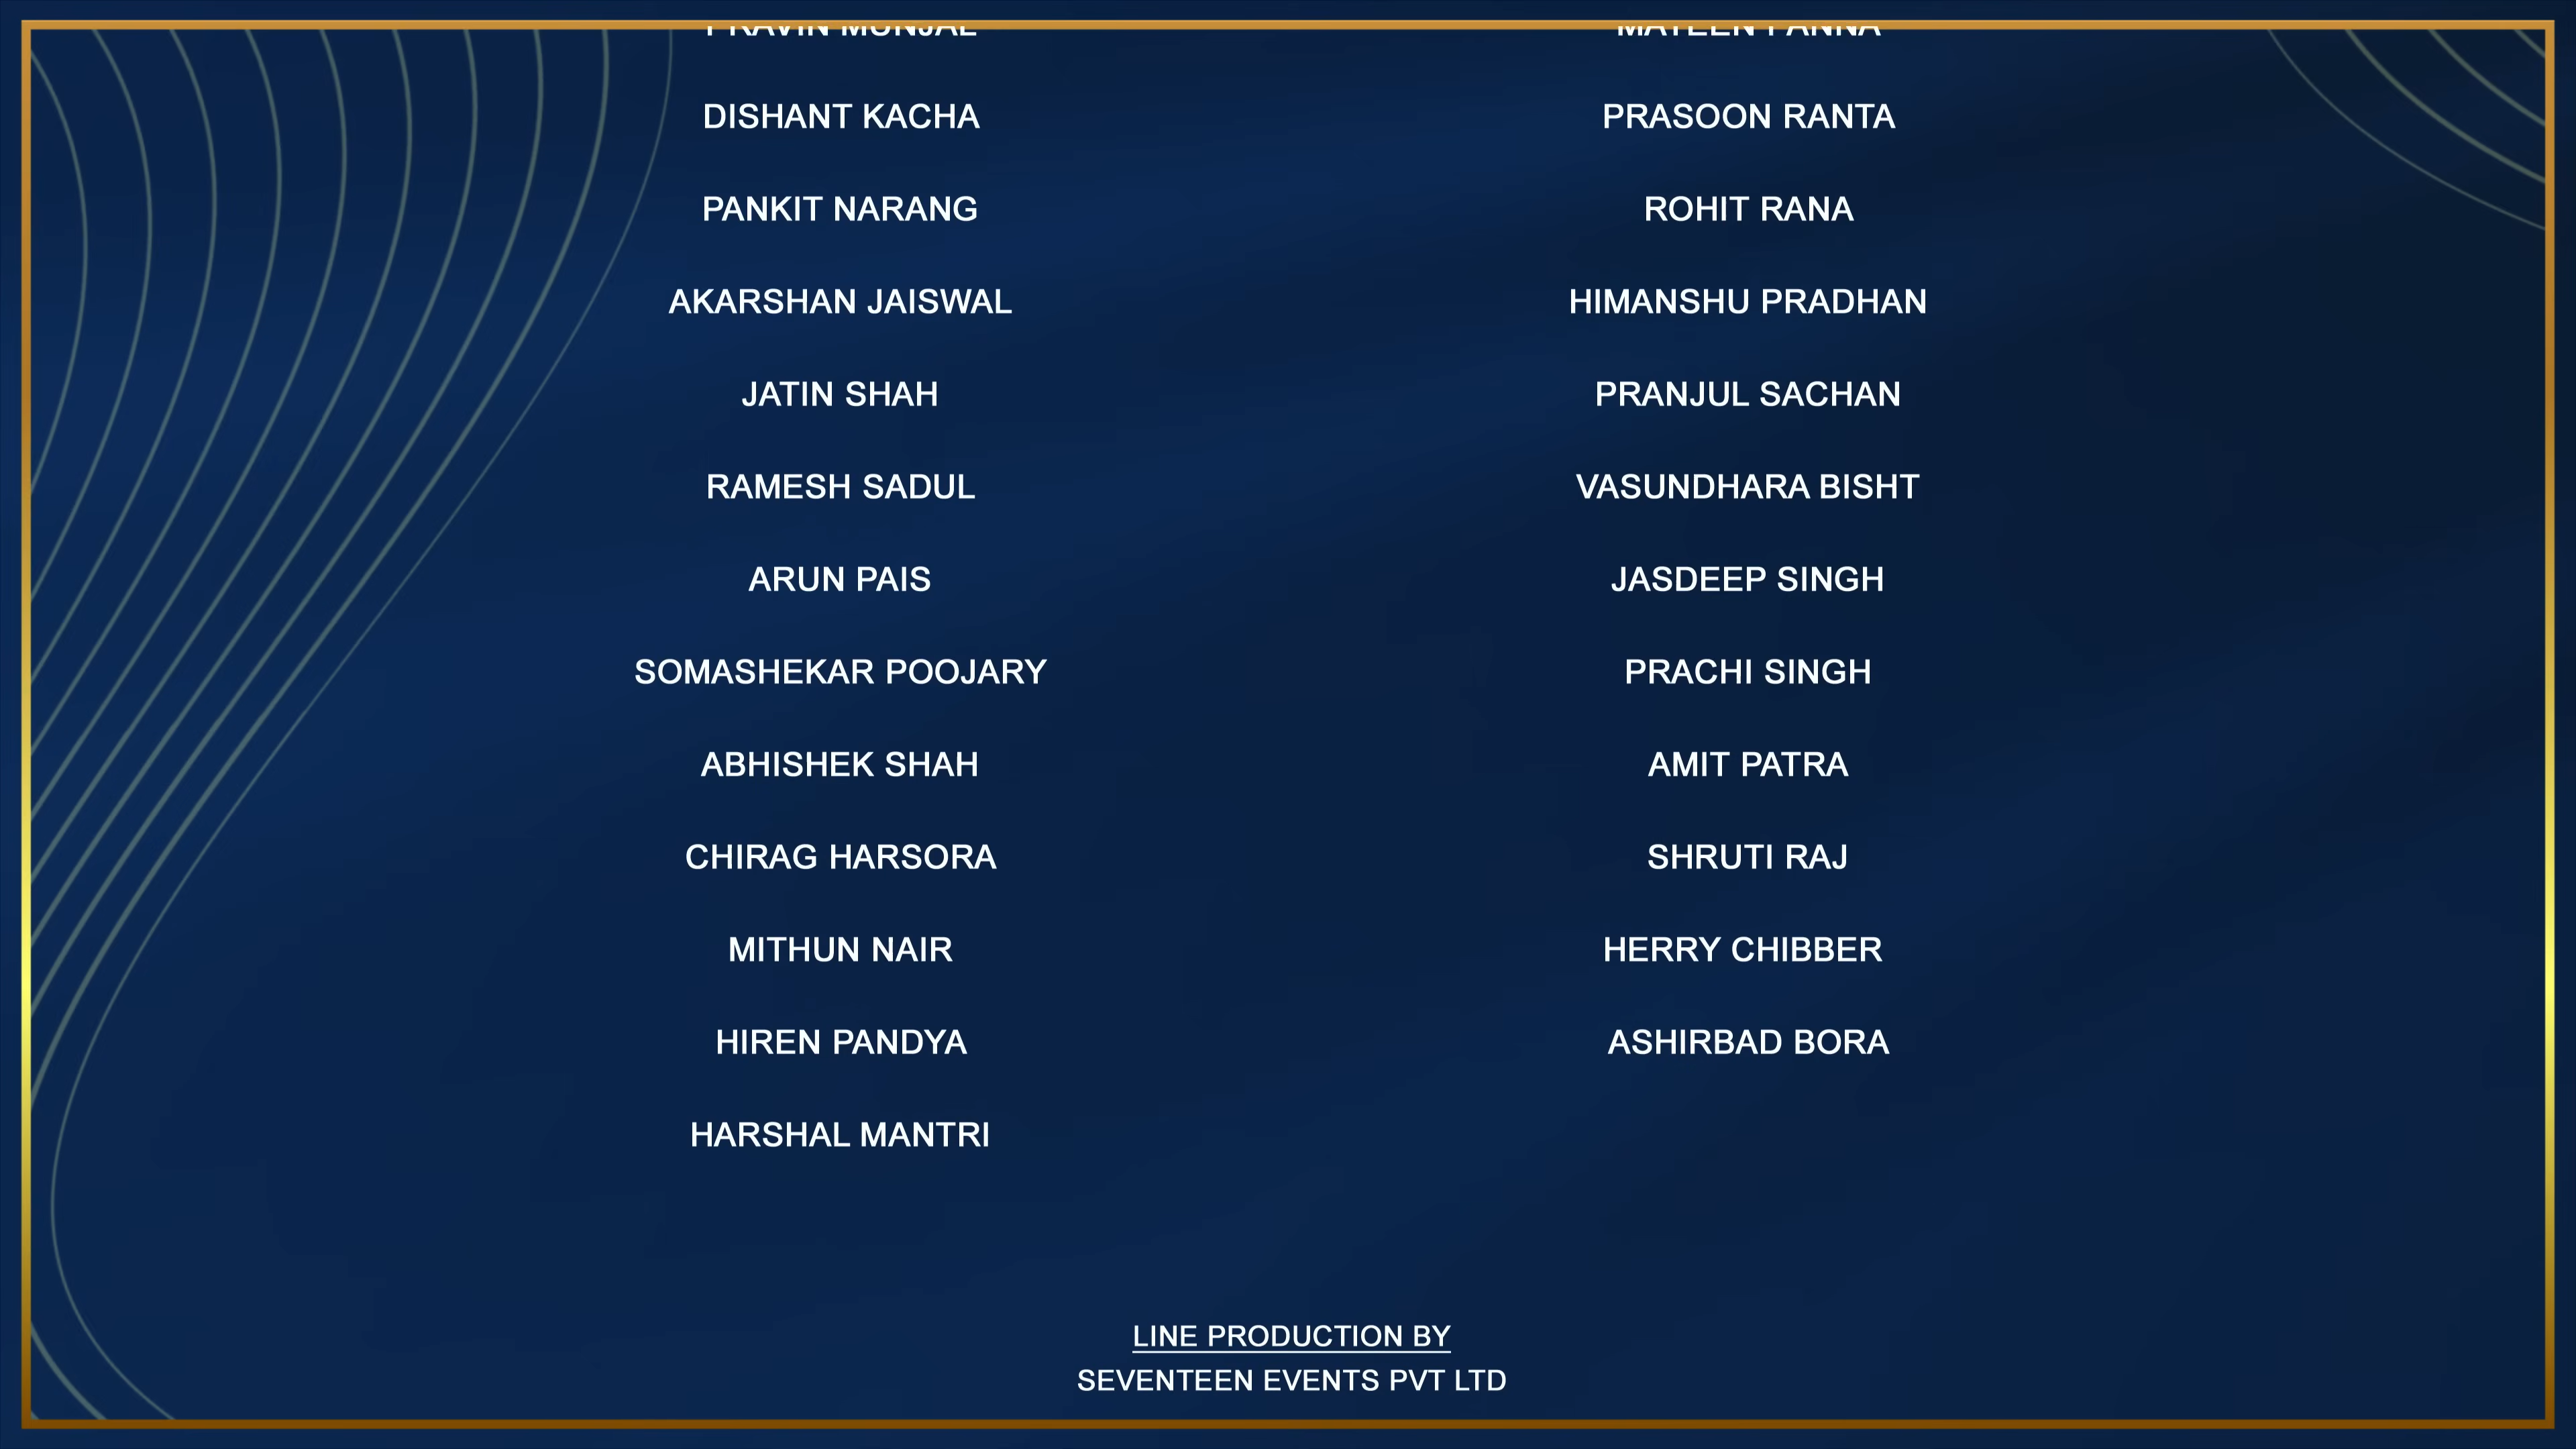 PRAVIN MUNJAL
DISHANT KACHA
PANKIT NARANG
AKARSHAN JAISWAL
JATIN SHAH
RAMESH SADUL
ARUN PAIS
SOMASHEKAR POOJARY
ABHISHEK SHAH
CHIRAG HARSORA
MITHUN NAIR
HIREN PANDYA
HARSHAL MANTRI
PRASOON RANTA
ROHIT RANA
HIMANSHU PRADHAN
PRANJUL SACHAN
VASUNDHARA BISHT
JASDEEP SINGH
PRACHI SINGH
AMIT PATRA
SHRUTI RAJ
HERRY CHIBBER
ASHIRBAD BORA
LINE PRODUCTION BY
SEVENTEEN EVENTS PVT LTD